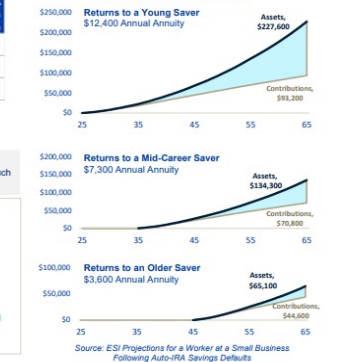 $250,000
Returns to a Young Saver
$12,400 Annual Annuity
Assets,
$227,600
$200,000
$150,000
$100,000
$50,000
Contributions,
$93,200
$0
25 35 45 55 65
ch
$200,000
Returns to a Mid-Career Saver
$7,300 Annual Annuity
$150,000
Assets,
$134,300
$100,000
$50,000
Contributions,
$70,800
$0
25 35 45 55 65
$100,000
Returns to an Older Saver
$3,600 Annual Annuity
Assets,
$65,100
$50,000
Contributions,
$44,600
$0
25 35 45 55 65
Source: ESI Projections for a Worker at a Small Business
Following Auto-IRA Savings Defaults